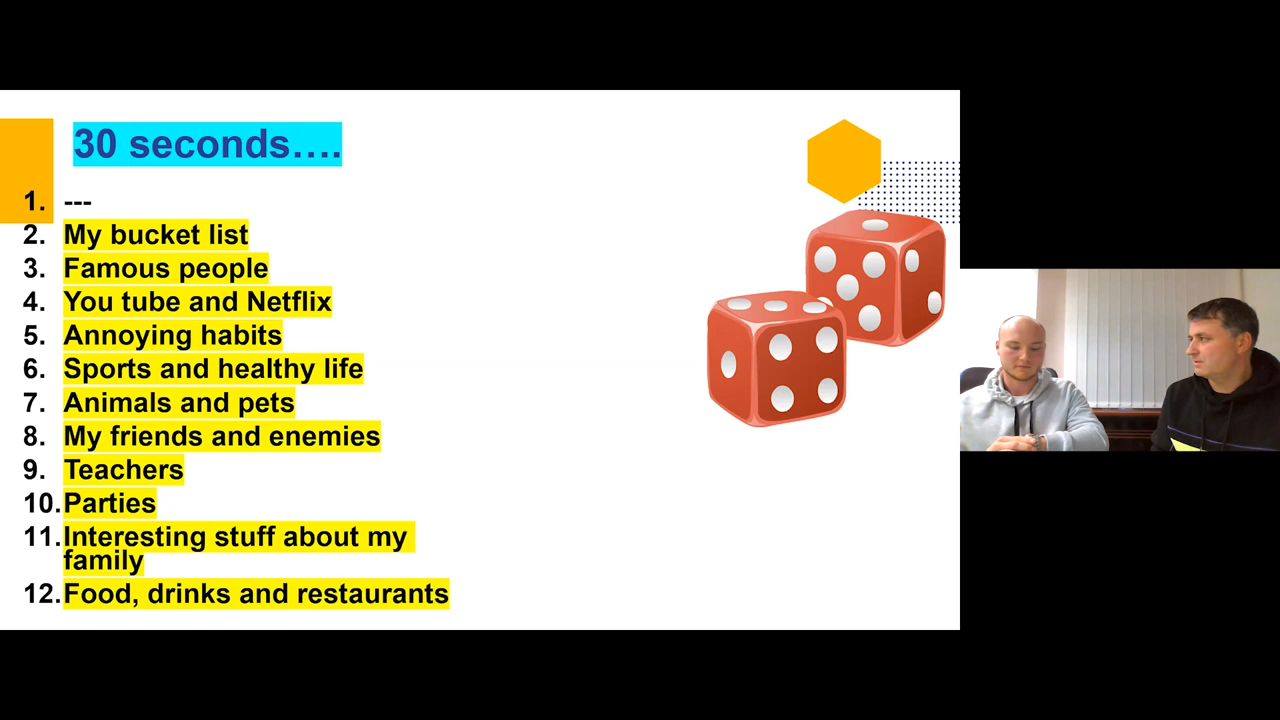 30 seconds….
1. ---
2. My bucket list
3. Famous people
4. You tube and Netflix
5. Annoying habits
6. Sports and healthy life
7. Animals and pets
8. My friends and enemies
9. Teachers
10. Parties
11. Interesting stuff about my
family
12. Food, drinks and restaurants